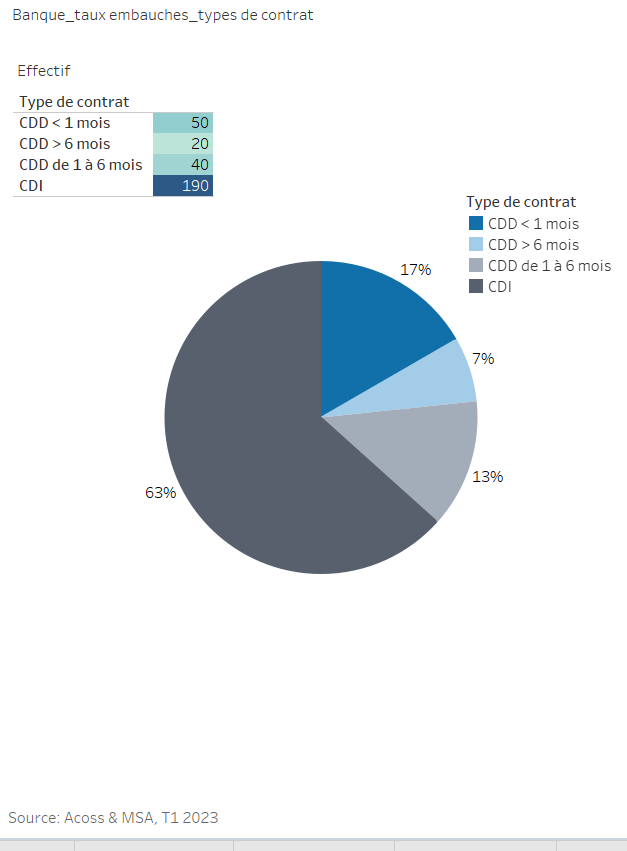 Banque_taux embauches_types de contrat
Effectif
Type de contrat
CDD < 1 mois 50
CDD > 6 mois 20
CDD de 1 à 6 mois 40
CDI 190
Type de contrat
CDD < 1 mois
CDD > 6 mois
CDD de 1 à 6 mois
CDI
17%
7%
13%
63%
Source: Acoss & MSA, T1 2023